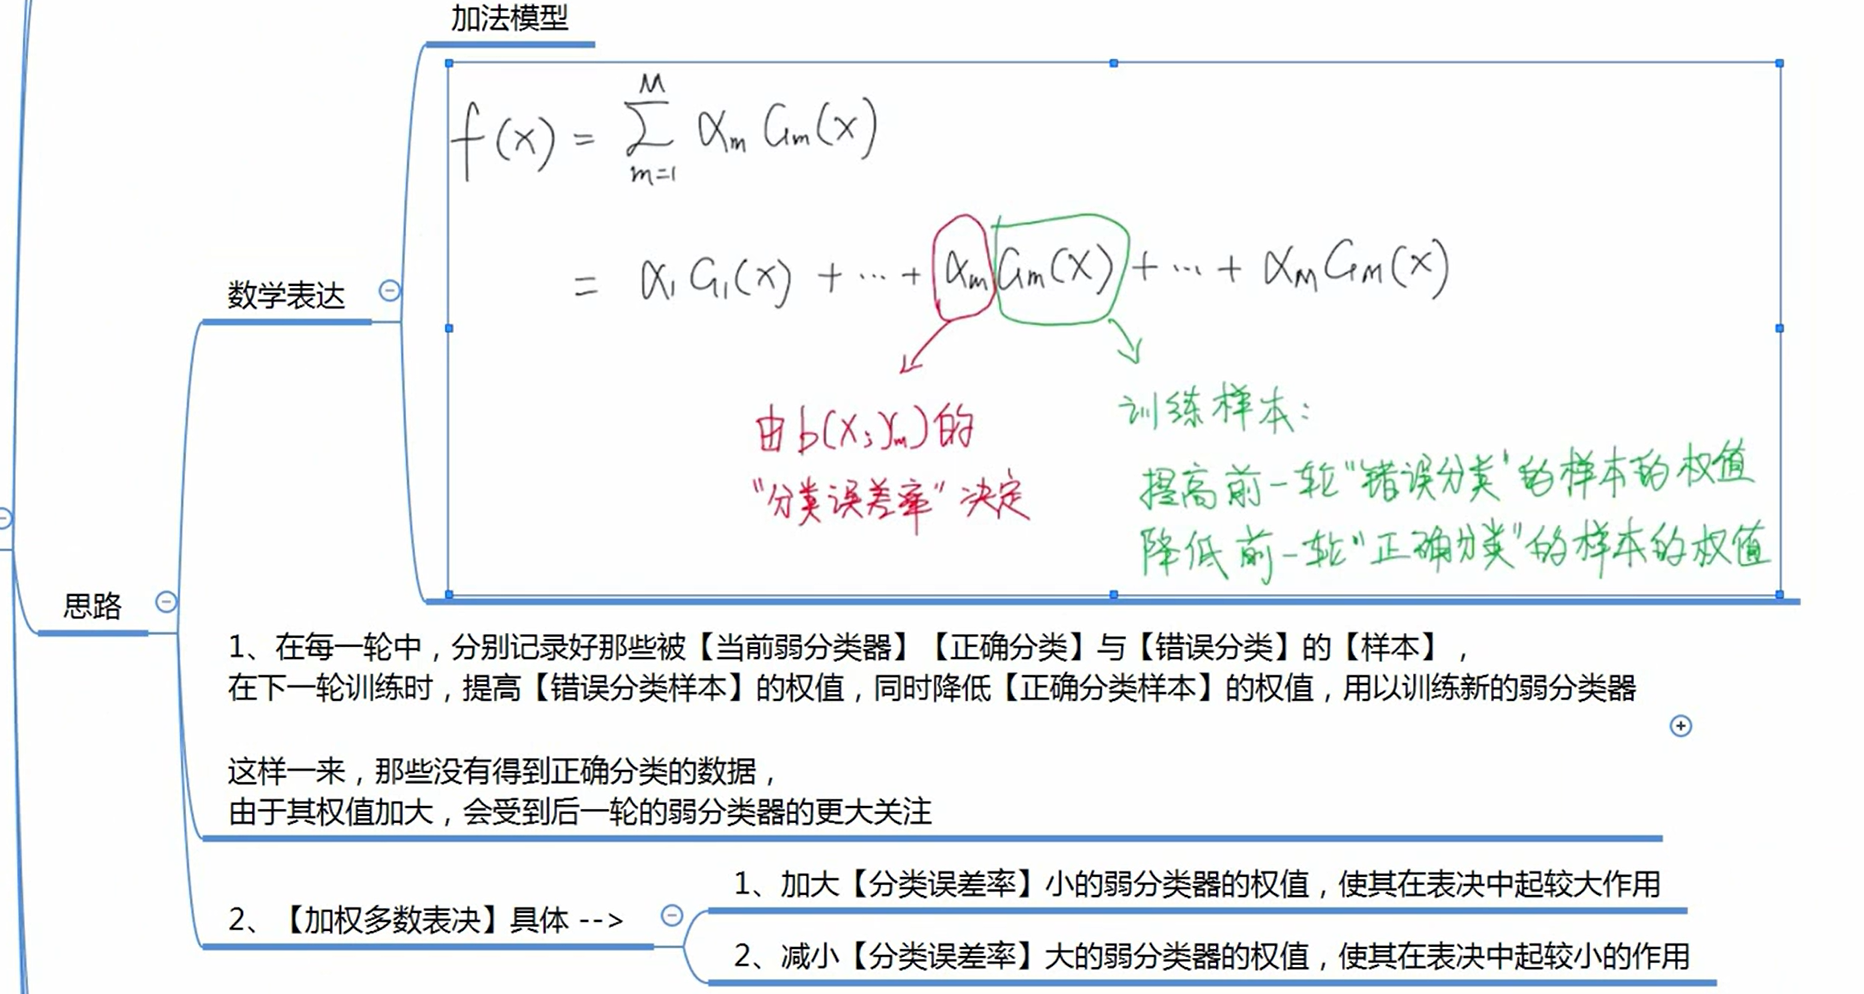 加法模型
f(x) = M ∑ m=1 αm Gm(x)
= α1 G1(x) + ... + αm Gm(x) + ... + αM GM(x)
数学表达
由b(x;γm)的
"分类误差率"决定
训练样本:
提高前一轮"错误分类"的样本的权值
降低前一轮"正确分类"的样本的权值
思路
1、在每一轮中，分别记录好那些被【当前弱分类器】【正确分类】与【错误分类】的【样本】，
在下一轮训练时，提高【错误分类样本】的权值，同时降低【正确分类样本】的权值，用以训练新的弱分类器
这样一来，那些没有得到正确分类的数据，
由于其权值加大，会受到后一轮的弱分类器的更大关注
2、【加权多数表决】具体 -->
1、加大【分类误差率】小的弱分类器的权值，使其在表决中起较大作用
2、减小【分类误差率】大的弱分类器的权值，使其在表决中起较小的作用